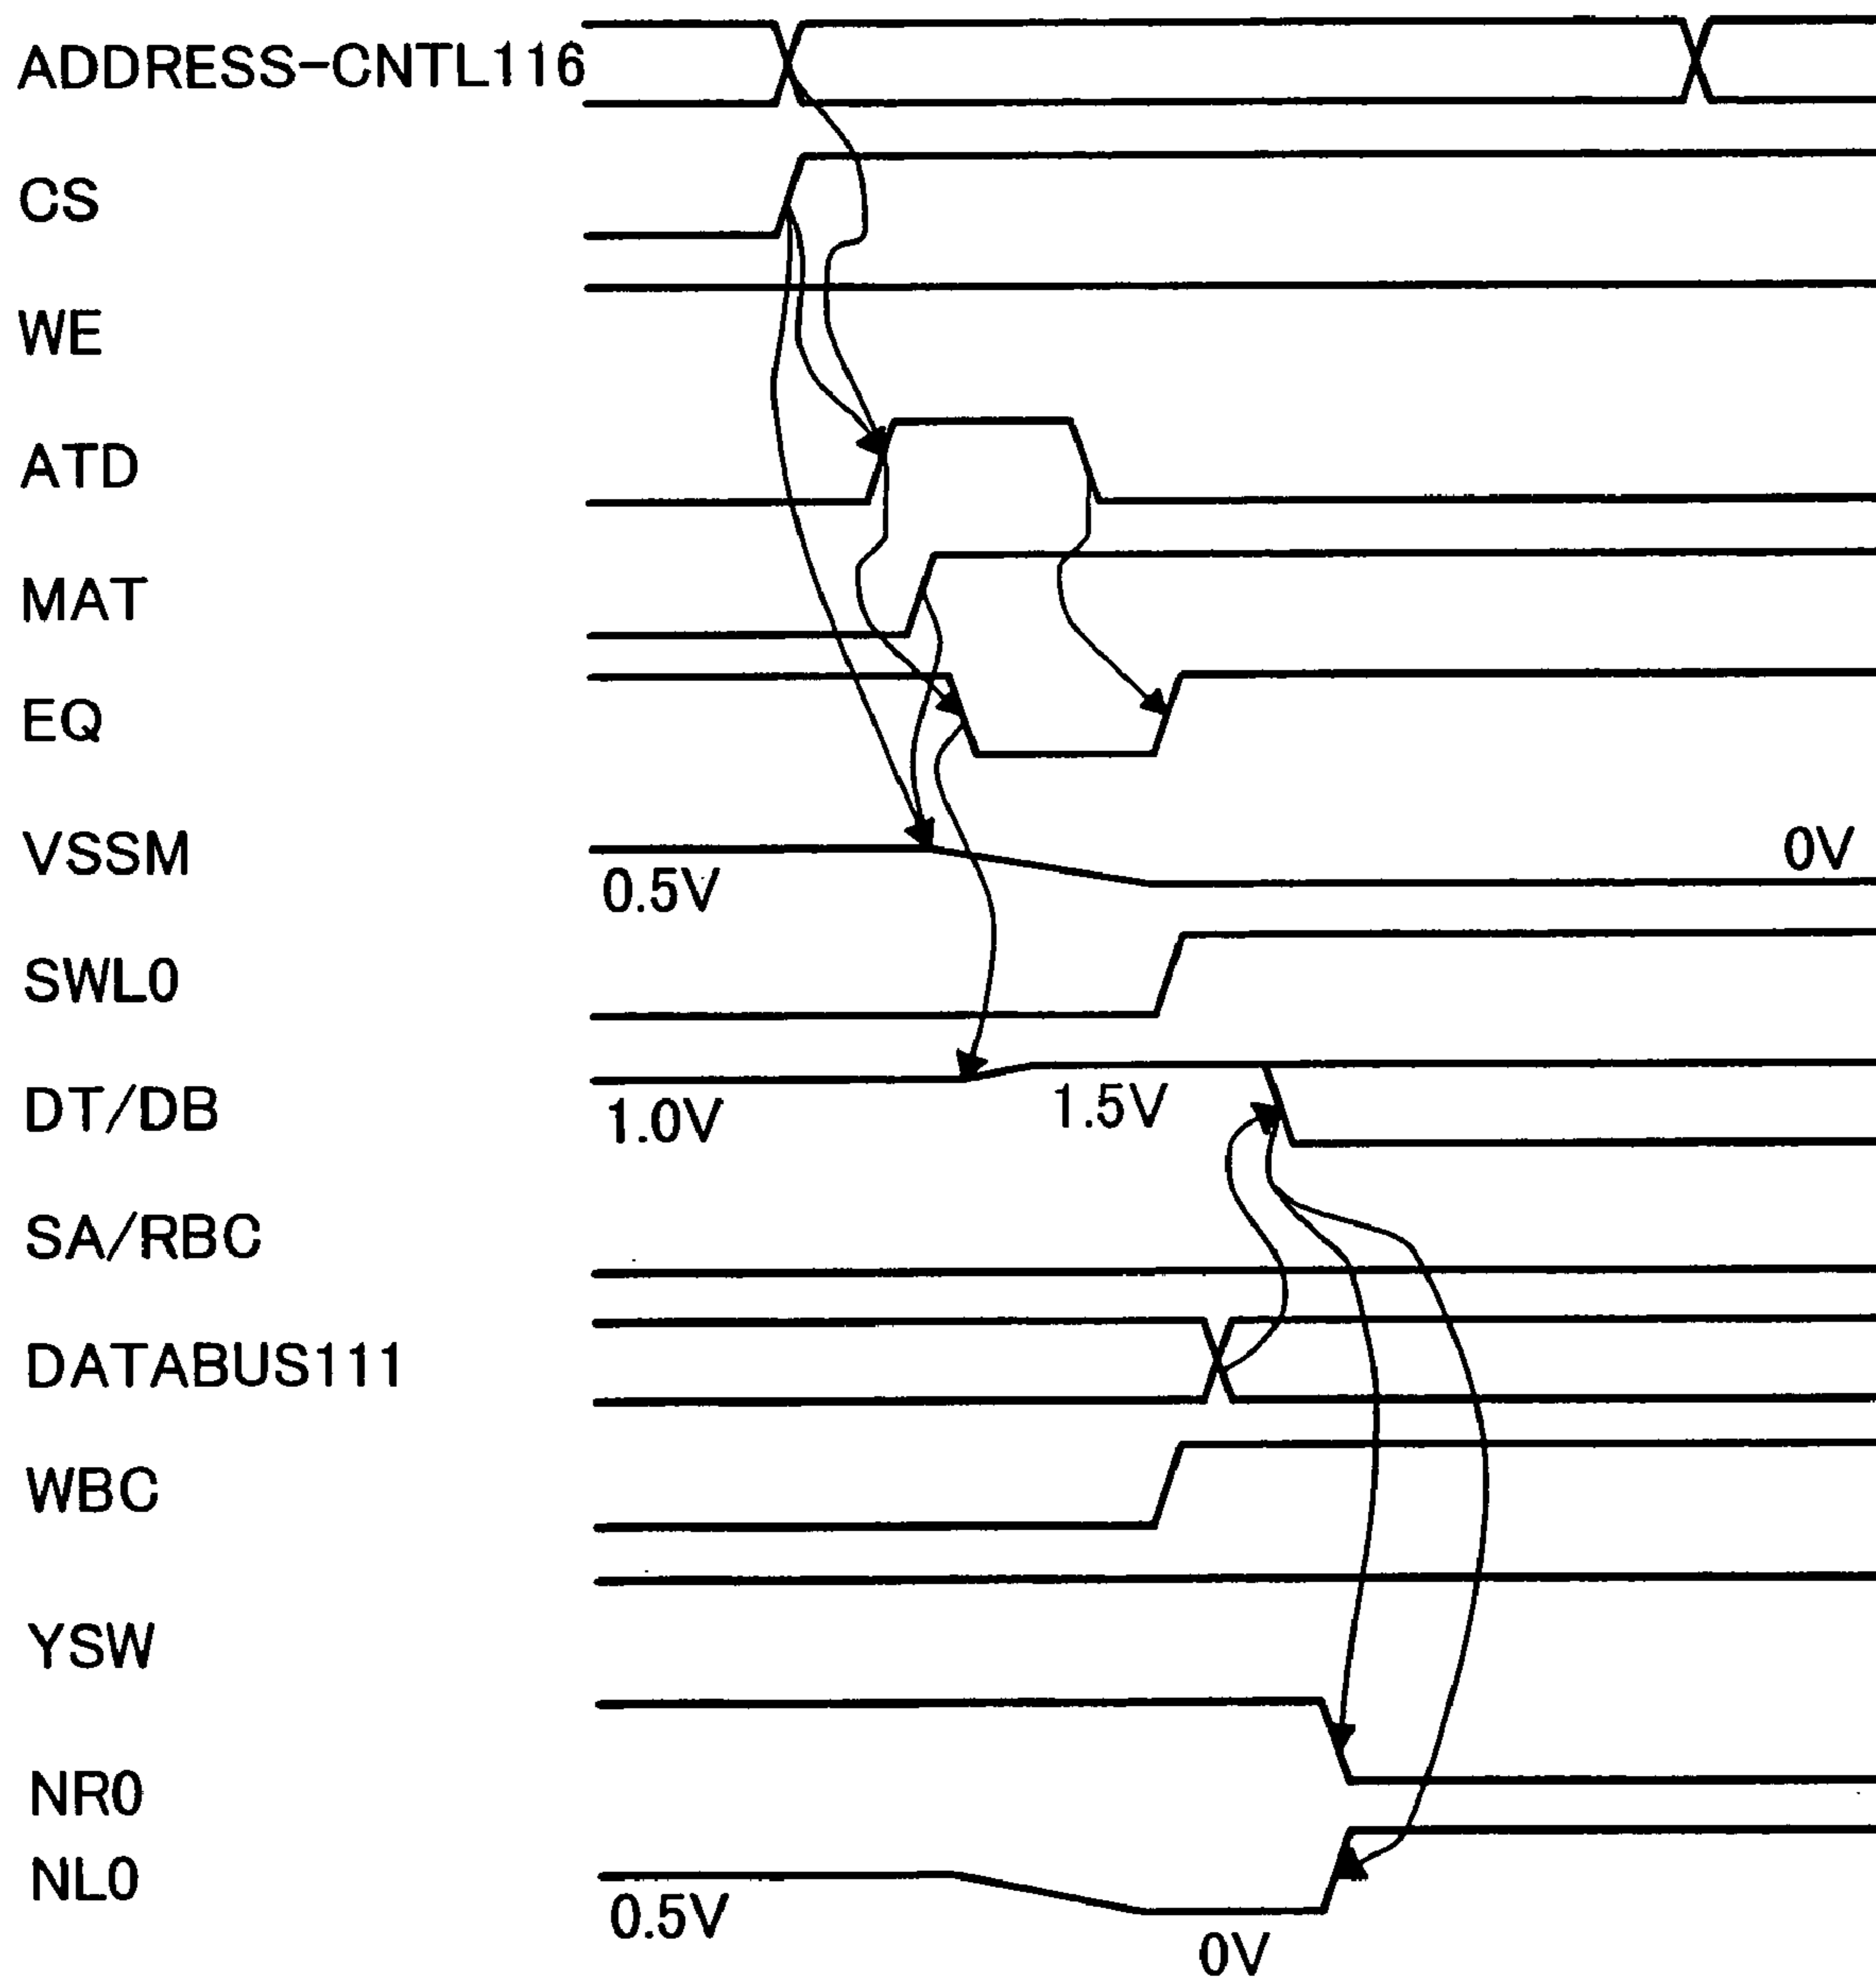 ADDRESS-CNTL116
CS
WE
ATD
MAT
EQ
VSSM
0V
0.5V
SWL0
DT/DB
1.0V
1.5V
SA/RBC
DATABUS111
WBC
YSW
NR0
NL0
0.5V
0V